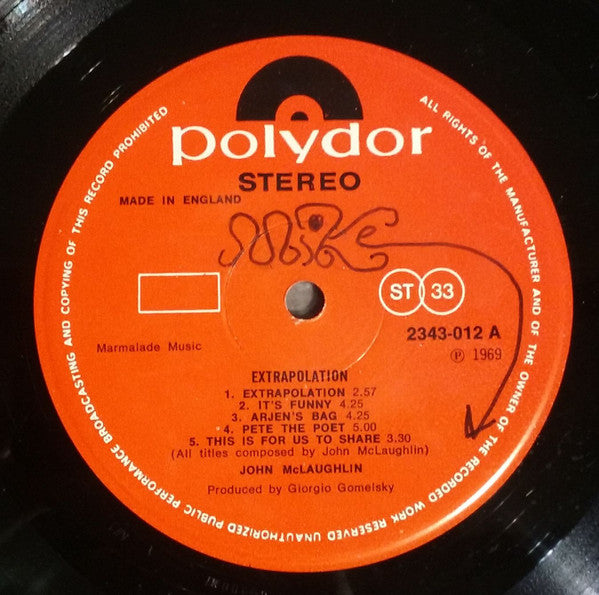 ALL RIGHTS OF THE MANUFACTURER AND OF THE OWNER OF THE RECORDED WORK RESERVED UNAUTHORIZED PUBLIC PERFORMANCE BROADCASTING AND COPYING OF THIS RECORD PROHIBITED
polydor
STEREO
MADE IN ENGLAND
MiKe
ST 33
2343-012 A
Ⓟ 1969
Marmalade Music
EXTRAPOLATION
1. EXTRAPOLATION 2.57
2. IT'S FUNNY 4.25
3. ARJEN'S BAG 4.25
4. PETE THE POET 5.00
5. THIS IS FOR US TO SHARE 3.30
(All titles composed by John McLaughlin)
JOHN McLAUGHLIN
Produced by Giorgio Gomelsky